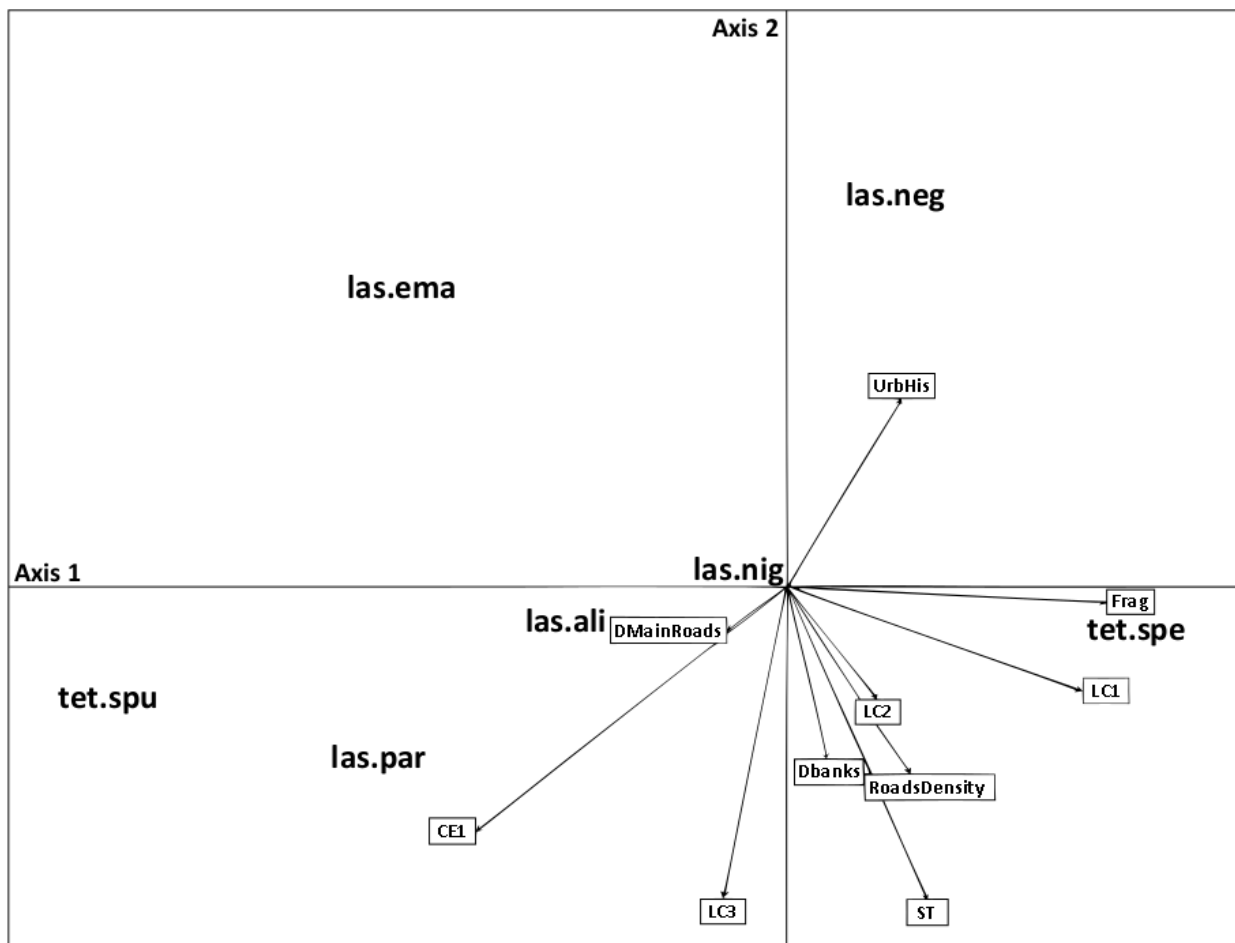 Axis 2
las.neg
las.ema
UrbHis
las.nig
Axis 1
Frag
las.ali
DMainRoads
tet.spe
tet.spu
LC1
LC2
las.par
Dbanks
RoadsDensity
CE1
LC3
ST